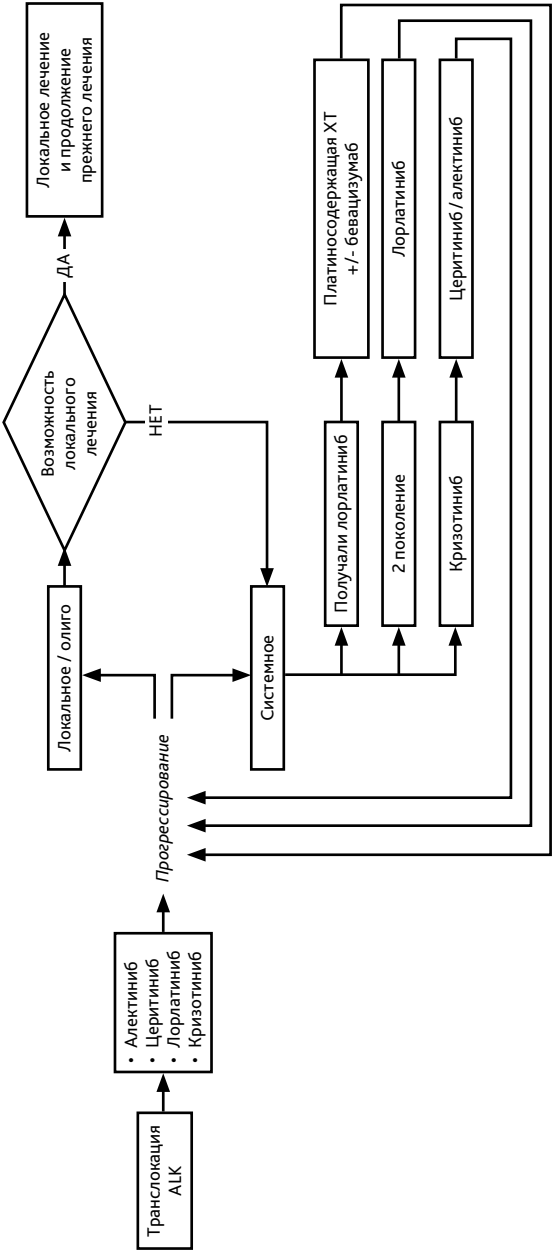 Транслокация
ALK
• Алектиниб
• Церитиниб
• Лорлатиниб
• Кризотиниб
Прогрессирование
Локальное / олиго
Возможность
локального
лечения
ДА
Локальное лечение
и продолжение
прежнего лечения
НЕТ
Системное
Получали лорлатиниб
Платиносодержащая ХТ
+/- бевацизумаб
2 поколение
Лорлатиниб
Кризотиниб
Церитиниб/алектиниб